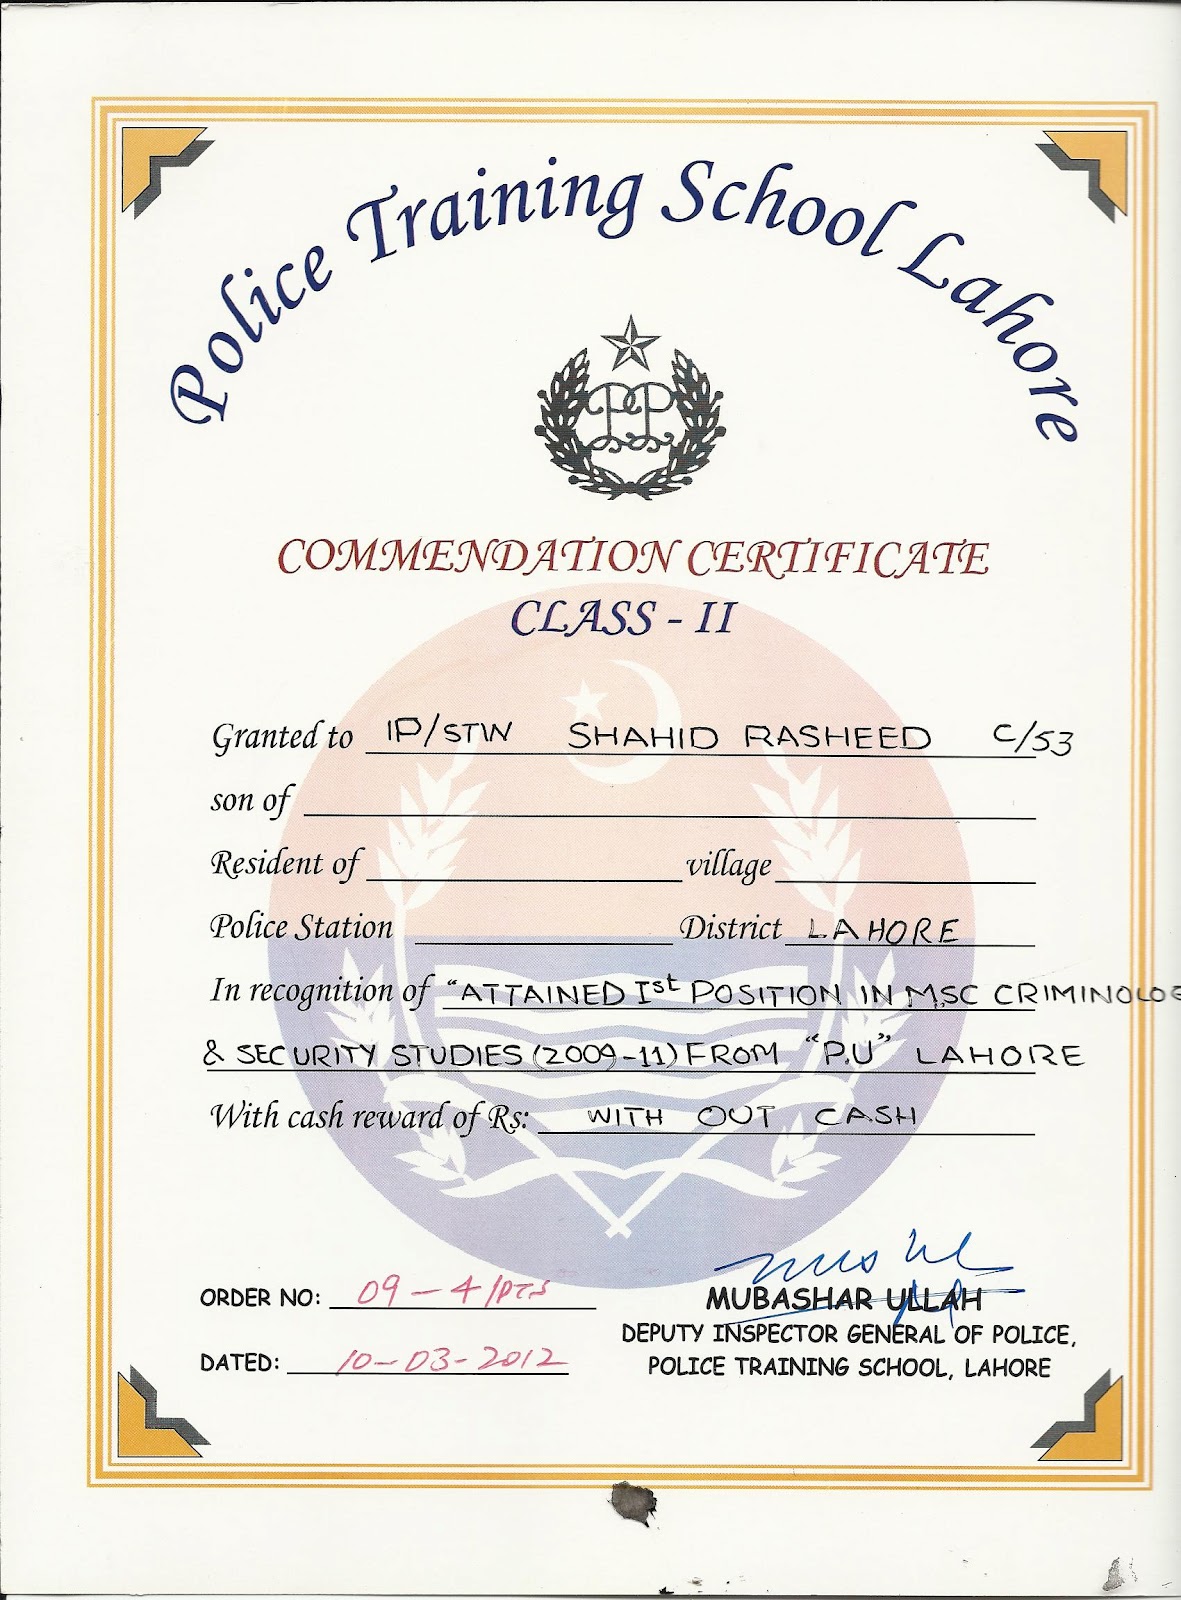 Police Training School Lahore
PP
COMMENDATION CERTIFICATE
CLASS - II
Granted to IP/STW SHAHID RASHEED C/53
son of
Resident of village
Police Station District LAHORE
In recognition of "ATTAINED Ist POSITION IN M.SC CRIMINOLOG
& SECURITY STUDIES (2009-11) FROM "P.U" LAHORE
With cash reward of Rs: WITH OUT CASH
ORDER NO: 09-4/PTS
DATED: 10-03-2012
MUBASHAR ULLAH
DEPUTY INSPECTOR GENERAL OF POLICE,
POLICE TRAINING SCHOOL, LAHORE